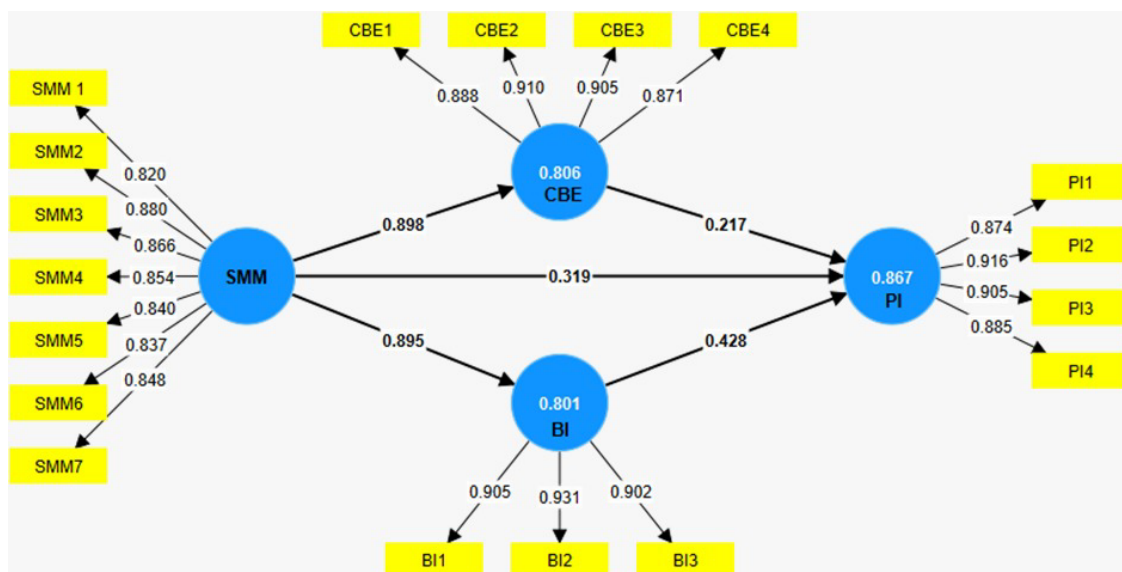 CBE1 CBE2 CBE3 CBE4
0.888 0.910 0.905 0.871
SMM 1
SMM2
SMM3
SMM4
SMM5
SMM6
SMM7
0.820
0.880
0.866
0.854
0.840
0.837
0.848
SMM
0.806
CBE
0.898
0.217
0.319
0.895
0.428
0.801
BI
0.867
PI
0.874
0.916
0.905
0.885
PI1
PI2
PI3
PI4
0.905 0.931 0.902
BI1 BI2 BI3